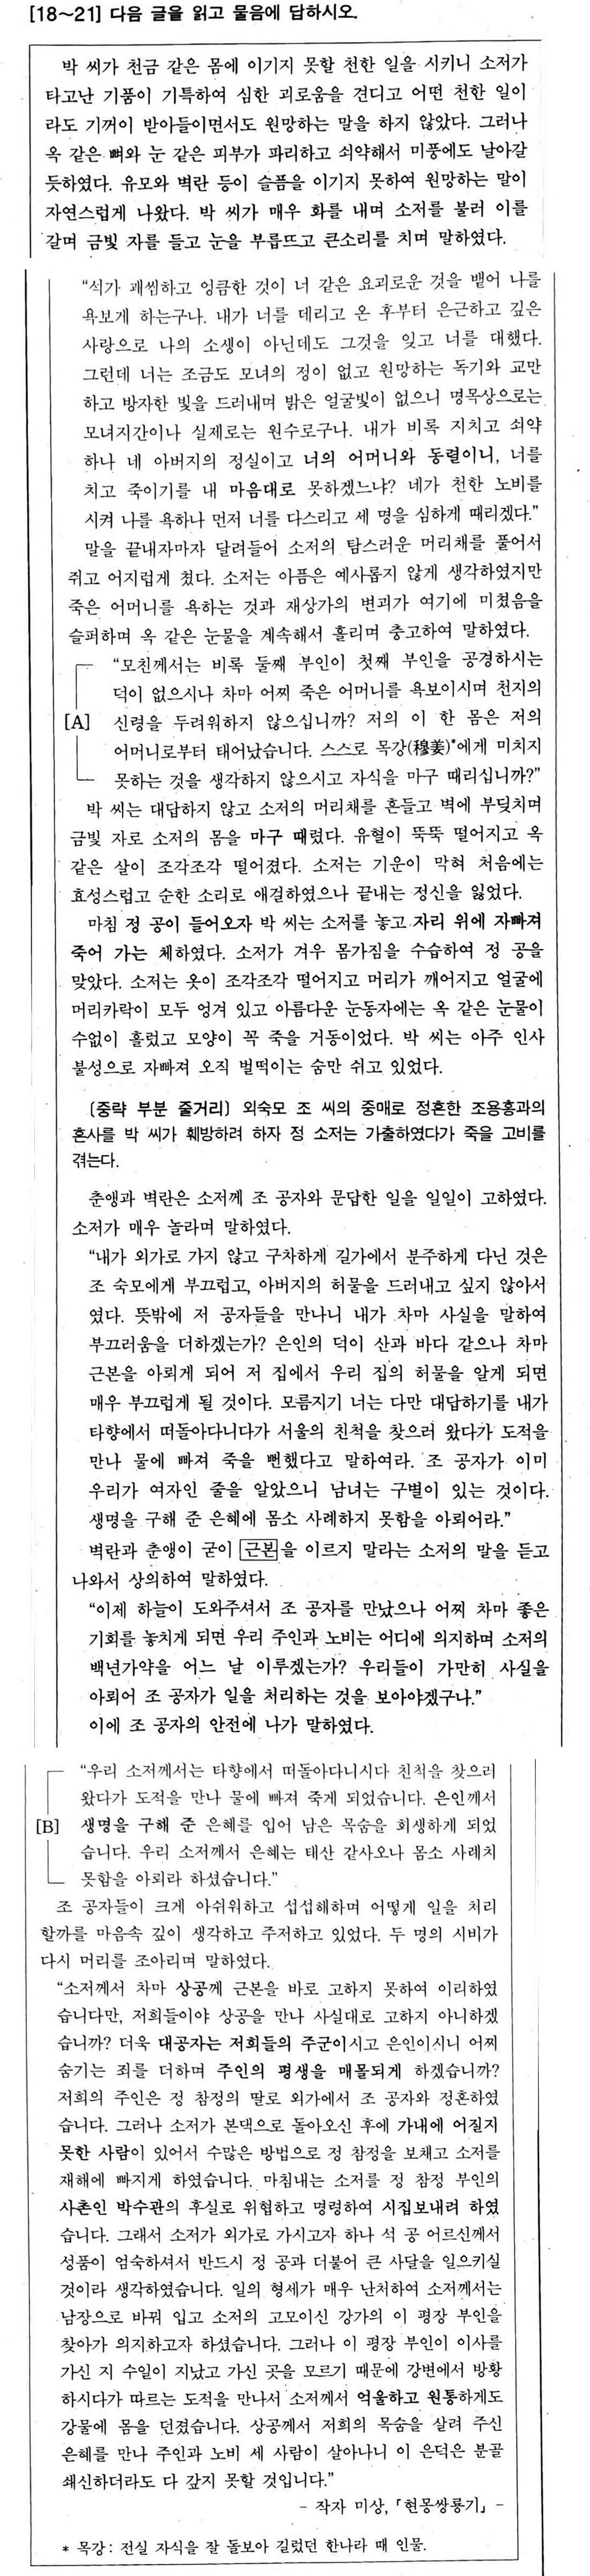 [18~21] 다음 글을 읽고 물음에 답하시오.
박 씨가 천금 같은 몸에 이기지 못할 천한 일을 시키니 소저가
타고난 기품이 기특하여 심한 괴로움을 견디고 어떤 천한 일이
라도 기꺼이 받아들이면서도 원망하는 말을 하지 않았다. 그러나
옥 같은 뼈와 눈 같은 피부가 파리하고 쇠약해서 미풍에도 날아갈
듯하였다. 유모와 벽란 등이 슬픔을 이기지 못하여 원망하는 말이
자연스럽게 나왔다. 박 씨가 매우 화를 내며 소저를 불러 이를
갈며 금빛 자를 들고 눈을 부릅뜨고 큰소리를 치며 말하였다.
“석가 괘씸하고 엉큼한 것이 너 같은 요괴로운 것을 뱉어 나를
욕보게 하는구나. 내가 너를 데리고 온 후부터 은근하고 깊은
사랑으로 나의 소생이 아닌데도 그것을 잊고 너를 대했다.
그런데 너는 조금도 모녀의 정이 없고 원망하는 독기와 교만
하고 방자한 빛을 드러내며 밝은 얼굴빛이 없으니 명목상으로는
모녀지간이나 실제로는 원수로구나. 내가 비록 지치고 쇠약
하나 네 아버지의 정실이고 너의 어머니와 동렬이니, 너를
치고 죽이기를 내 마음대로 못하겠느냐? 네가 천한 노비를
시켜 나를 욕하나 먼저 너를 다스리고 세 명을 심하게 때리겠다.”
말을 끝내자마자 달려들어 소저의 탐스러운 머리채를 풀어서
쥐고 어지럽게 쳤다. 소저는 아픔은 예사롭지 않게 생각하였지만
죽은 어머니를 욕하는 것과 재상가의 변괴가 여기에 미쳤음을
슬퍼하며 옥 같은 눈물을 계속해서 흘리며 충고하여 말하였다.
“모친께서는 비록 둘째 부인이 첫째 부인을 공경하시는
덕이 없으시나 차마 어찌 죽은 어머니를 욕보이시며 천지의
[A] 신령을 두려워하지 않으십니까? 저의 이 한 몸은 저의
어머니로부터 태어났습니다. 스스로 목강(穆姜)*에게 미치지
못하는 것을 생각하지 않으시고 자식을 마구 때리십니까?”
박 씨는 대답하지 않고 소저의 머리채를 흔들고 벽에 부딪치며
금빛 자로 소저의 몸을 마구 때렸다. 유혈이 뚝뚝 떨어지고 옥
같은 살이 조각조각 떨어졌다. 소저는 기운이 막혀 처음에는
효성스럽고 순한 소리로 애걸하였으나 끝내는 정신을 잃었다.
마침 정 공이 들어오자 박 씨는 소저를 놓고 자리 위에 자빠져
죽어 가는 체하였다. 소저가 겨우 몸가짐을 수습하여 정 공을
맞았다. 소저는 옷이 조각조각 떨어지고 머리가 깨어지고 얼굴에
머리카락이 모두 엉겨 있고 아름다운 눈동자에는 옥 같은 눈물이
수없이 흘렀고 모양이 꼭 죽을 거동이었다. 박 씨는 아주 인사
불성으로 자빠져 오직 벌떡이는 숨만 쉬고 있었다.
(중략 부분 줄거리) 외숙모 조 씨의 중매로 정혼한 조용홍과의
혼사를 박 씨가 훼방하려 하자 정 소저는 가출하였다가 죽을 고비를
겪는다.
춘앵과 벽란은 소저께 조 공자와 문답한 일을 일일이 고하였다.
소저가 매우 놀라며 말하였다.
“내가 외가로 가지 않고 구차하게 길가에서 분주하게 다닌 것은
조 숙모에게 부끄럽고, 아버지의 허물을 드러내고 싶지 않아서
였다. 뜻밖에 저 공자들을 만나니 내가 차마 사실을 말하여
부끄러움을 더하겠는가? 은인의 덕이 산과 바다 같으나 차마
근본을 아뢰게 되어 저 집에서 우리 집의 허물을 알게 되면
매우 부끄럽게 될 것이다. 모름지기 너는 다만 대답하기를 내가
타향에서 떠돌아다니다가 서울의 친척을 찾으러 왔다가 도적을
만나 물에 빠져 죽을 뻔했다고 말하여라. 조 공자가 이미
우리가 여자인 줄을 알았으니 남녀는 구별이 있는 것이다.
생명을 구해 준 은혜에 몸소 사례하지 못함을 아뢰어라.”
벽란과 춘앵이 굳이 근본을 이르지 말라는 소저의 말을 듣고
나와서 상의하여 말하였다.
“이제 하늘이 도와주셔서 조 공자를 만났으나 어찌 차마 좋은
기회를 놓치게 되면 우리 주인과 노비는 어디에 의지하며 소저의
백년가약을 어느 날 이루겠는가? 우리들이 가만히 사실을
아뢰어 조 공자가 일을 처리하는 것을 보아야겠구나.”
이에 조 공자의 안전에 나가 말하였다.
“우리 소저께서는 타향에서 떠돌아다니시다 친척을 찾으러
왔다가 도적을 만나 물에 빠져 죽게 되었습니다. 은인께서
[B] 생명을 구해 준 은혜를 입어 남은 목숨을 회생하게 되었
습니다. 우리 소저께서 은혜는 태산 같사오나 몸소 사례치
못함을 아뢰라 하셨습니다.”
조 공자들이 크게 아쉬워하고 섭섭해하며 어떻게 일을 처리
할까를 마음속 깊이 생각하고 주저하고 있었다. 두 명의 시비가
다시 머리를 조아리며 말하였다.
“소저께서 차마 상공께 근본을 바로 고하지 못하여 이리하였
습니다만, 저희들이야 상공을 만나 사실대로 고하지 아니하겠
습니까? 더욱 대공자는 저희들의 주군이시고 은인이시니 어찌
숨기는 죄를 더하며 주인의 평생을 매몰되게 하겠습니까?
저희의 주인은 정 참정의 딸로 외가에서 조 공자와 정혼하였
습니다. 그러나 소저가 본댁으로 돌아오신 후에 가내에 어질지
못한 사람이 있어서 수많은 방법으로 정 참정을 보채고 소저를
재해에 빠지게 하였습니다. 마침내는 소저를 정 참정 부인의
사촌인 박수관의 후실로 위협하고 명령하여 시집보내려 하였
습니다. 그래서 소저가 외가로 가시고자 하나 석 공 어르신께서
성품이 엄숙하셔서 반드시 정 공과 더불어 큰 사달을 일으키실
것이라 생각하였습니다. 일의 형세가 매우 난처하여 소저께서는
남장으로 바꿔 입고 소저의 고모이신 강가의 이 평장 부인을
찾아가 의지하고자 하셨습니다. 그러나 이 평장 부인이 이사를
가신 지 수일이 지났고 가신 곳을 모르기 때문에 강변에서 방황
하시다가 따르는 도적을 만나서 소저께서 억울하고 원통하게도
강물에 몸을 던졌습니다. 상공께서 저희의 목숨을 살려 주신
은혜를 만나 주인과 노비 세 사람이 살아나니 이 은덕은 분골
쇄신하더라도 다 갚지 못할 것입니다.”
- 작자 미상, 「현몽쌍룡기」 -
* 목강 : 전실 자식을 잘 돌보아 길렀던 한나라 때 인물.